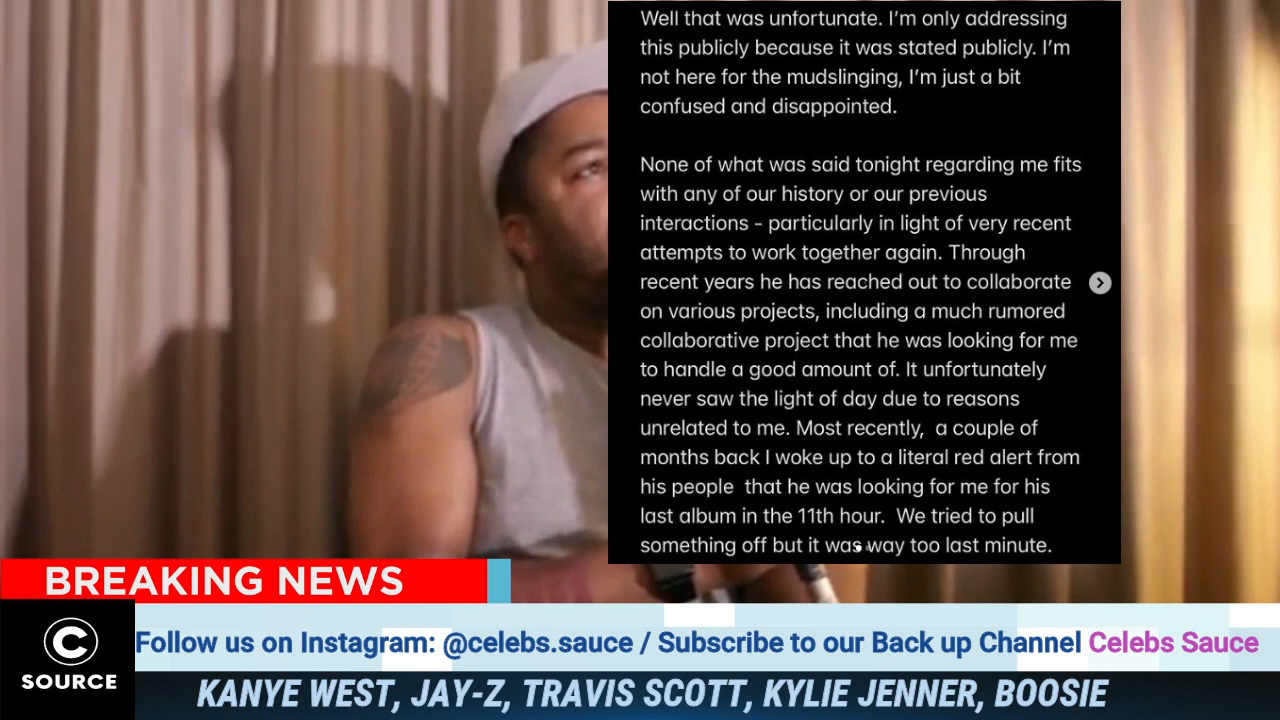 Well that was unfortunate. I’m only addressing
this publicly because it was stated publicly. I’m
not here for the mudslinging, I’m just a bit
confused and disappointed.
None of what was said tonight regarding me fits
with any of our history or our previous
interactions - particularly in light of very recent
attempts to work together again. Through
recent years he has reached out to collaborate
on various projects, including a much rumored
collaborative project that he was looking for me
to handle a good amount of. It unfortunately
never saw the light of day due to reasons
unrelated to me. Most recently, a couple of
months back I woke up to a literal red alert from
his people that he was looking for me for his
last album in the 11th hour. We tried to pull
something off but it was way too last minute.
BREAKING NEWS
C
SOURCE
Follow us on Instagram: @celebs.sauce / Subscribe to our Back up Channel Celebs Sauce
KANYE WEST, JAY-Z, TRAVIS SCOTT, KYLIE JENNER, BOOSIE